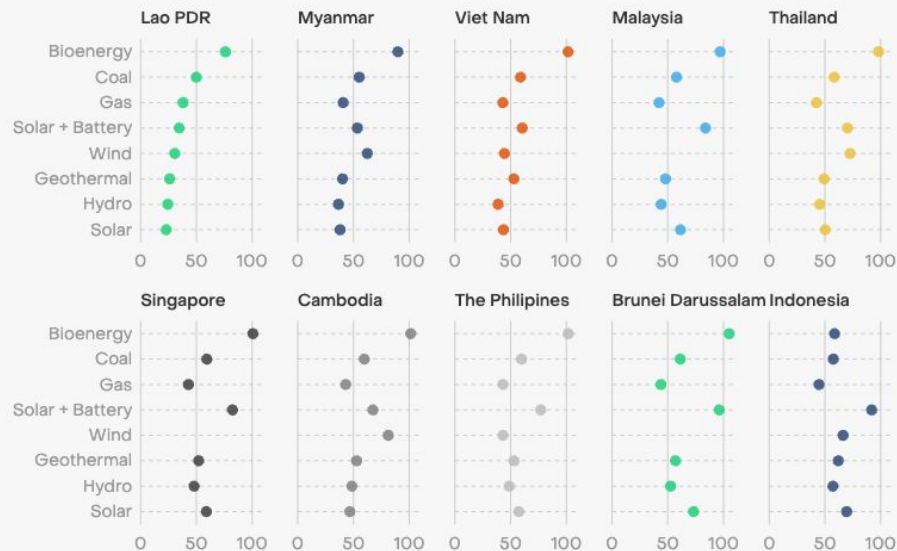 Lao PDR Myanmar Viet Nam Malaysia Thailand
Bioenergy
Coal
Gas
Solar + Battery
Wind
Geothermal
Hydro
Solar
0 50 100 0 50 100 0 50 100 0 50 100 0 50 100
Singapore Cambodia The Philipines Brunei Darussalam Indonesia
Bioenergy
Coal
Gas
Solar + Battery
Wind
Geothermal
Hydro
Solar
0 50 100 0 50 100 0 50 100 0 50 100 0 50 100